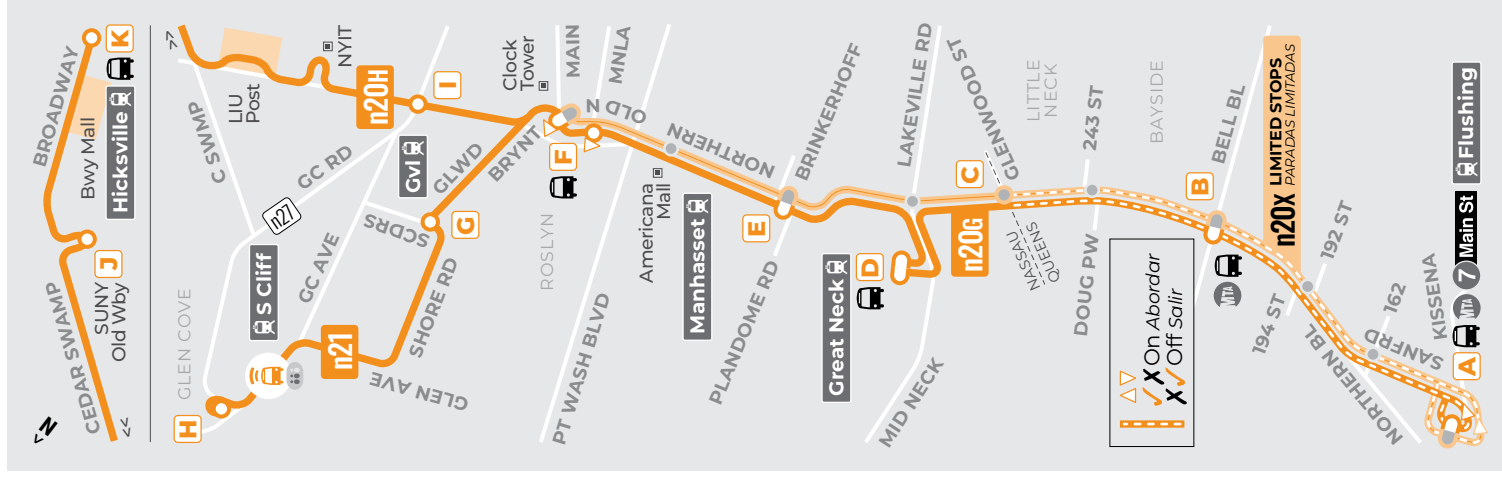 <N
CEDAR SWAMP
BROADWAY
SUNY
Old Wby
J
Bwy Mall
Hicksville
K
<<
>>
H
GLEN COVE
C SWMP
LIU
Post
NYIT
n20H
I
GC RD
n27
S Cliff
GC AVE
n21
GLEN AVE
SHORE RD
SCDRS
G
Gvl
GLWD
BRYNT
Clock
Tower
MAIN
MNLA
OLD N
F
ROSLYN
PT WASH BLVD
Americana
Mall
NORTHERN
Manhasset
E
PLANDOME RD
BRINKERHOFF
Great Neck
D
MID NECK
LAKEVILLE RD
n20G
C
GLENWOOD ST
NASSAU
QUEENS
LITTLE
NECK
DOUG PW
243 ST
BAYSIDE
On Abordar
Off Salir
MTA
B
BELL BL
n20X LIMITED STOPS
PARADAS LIMITADAS
194 ST
192 ST
NORTHERN BL
SANFRD
162
KISSENA
A
MTA
7
Main St
Flushing